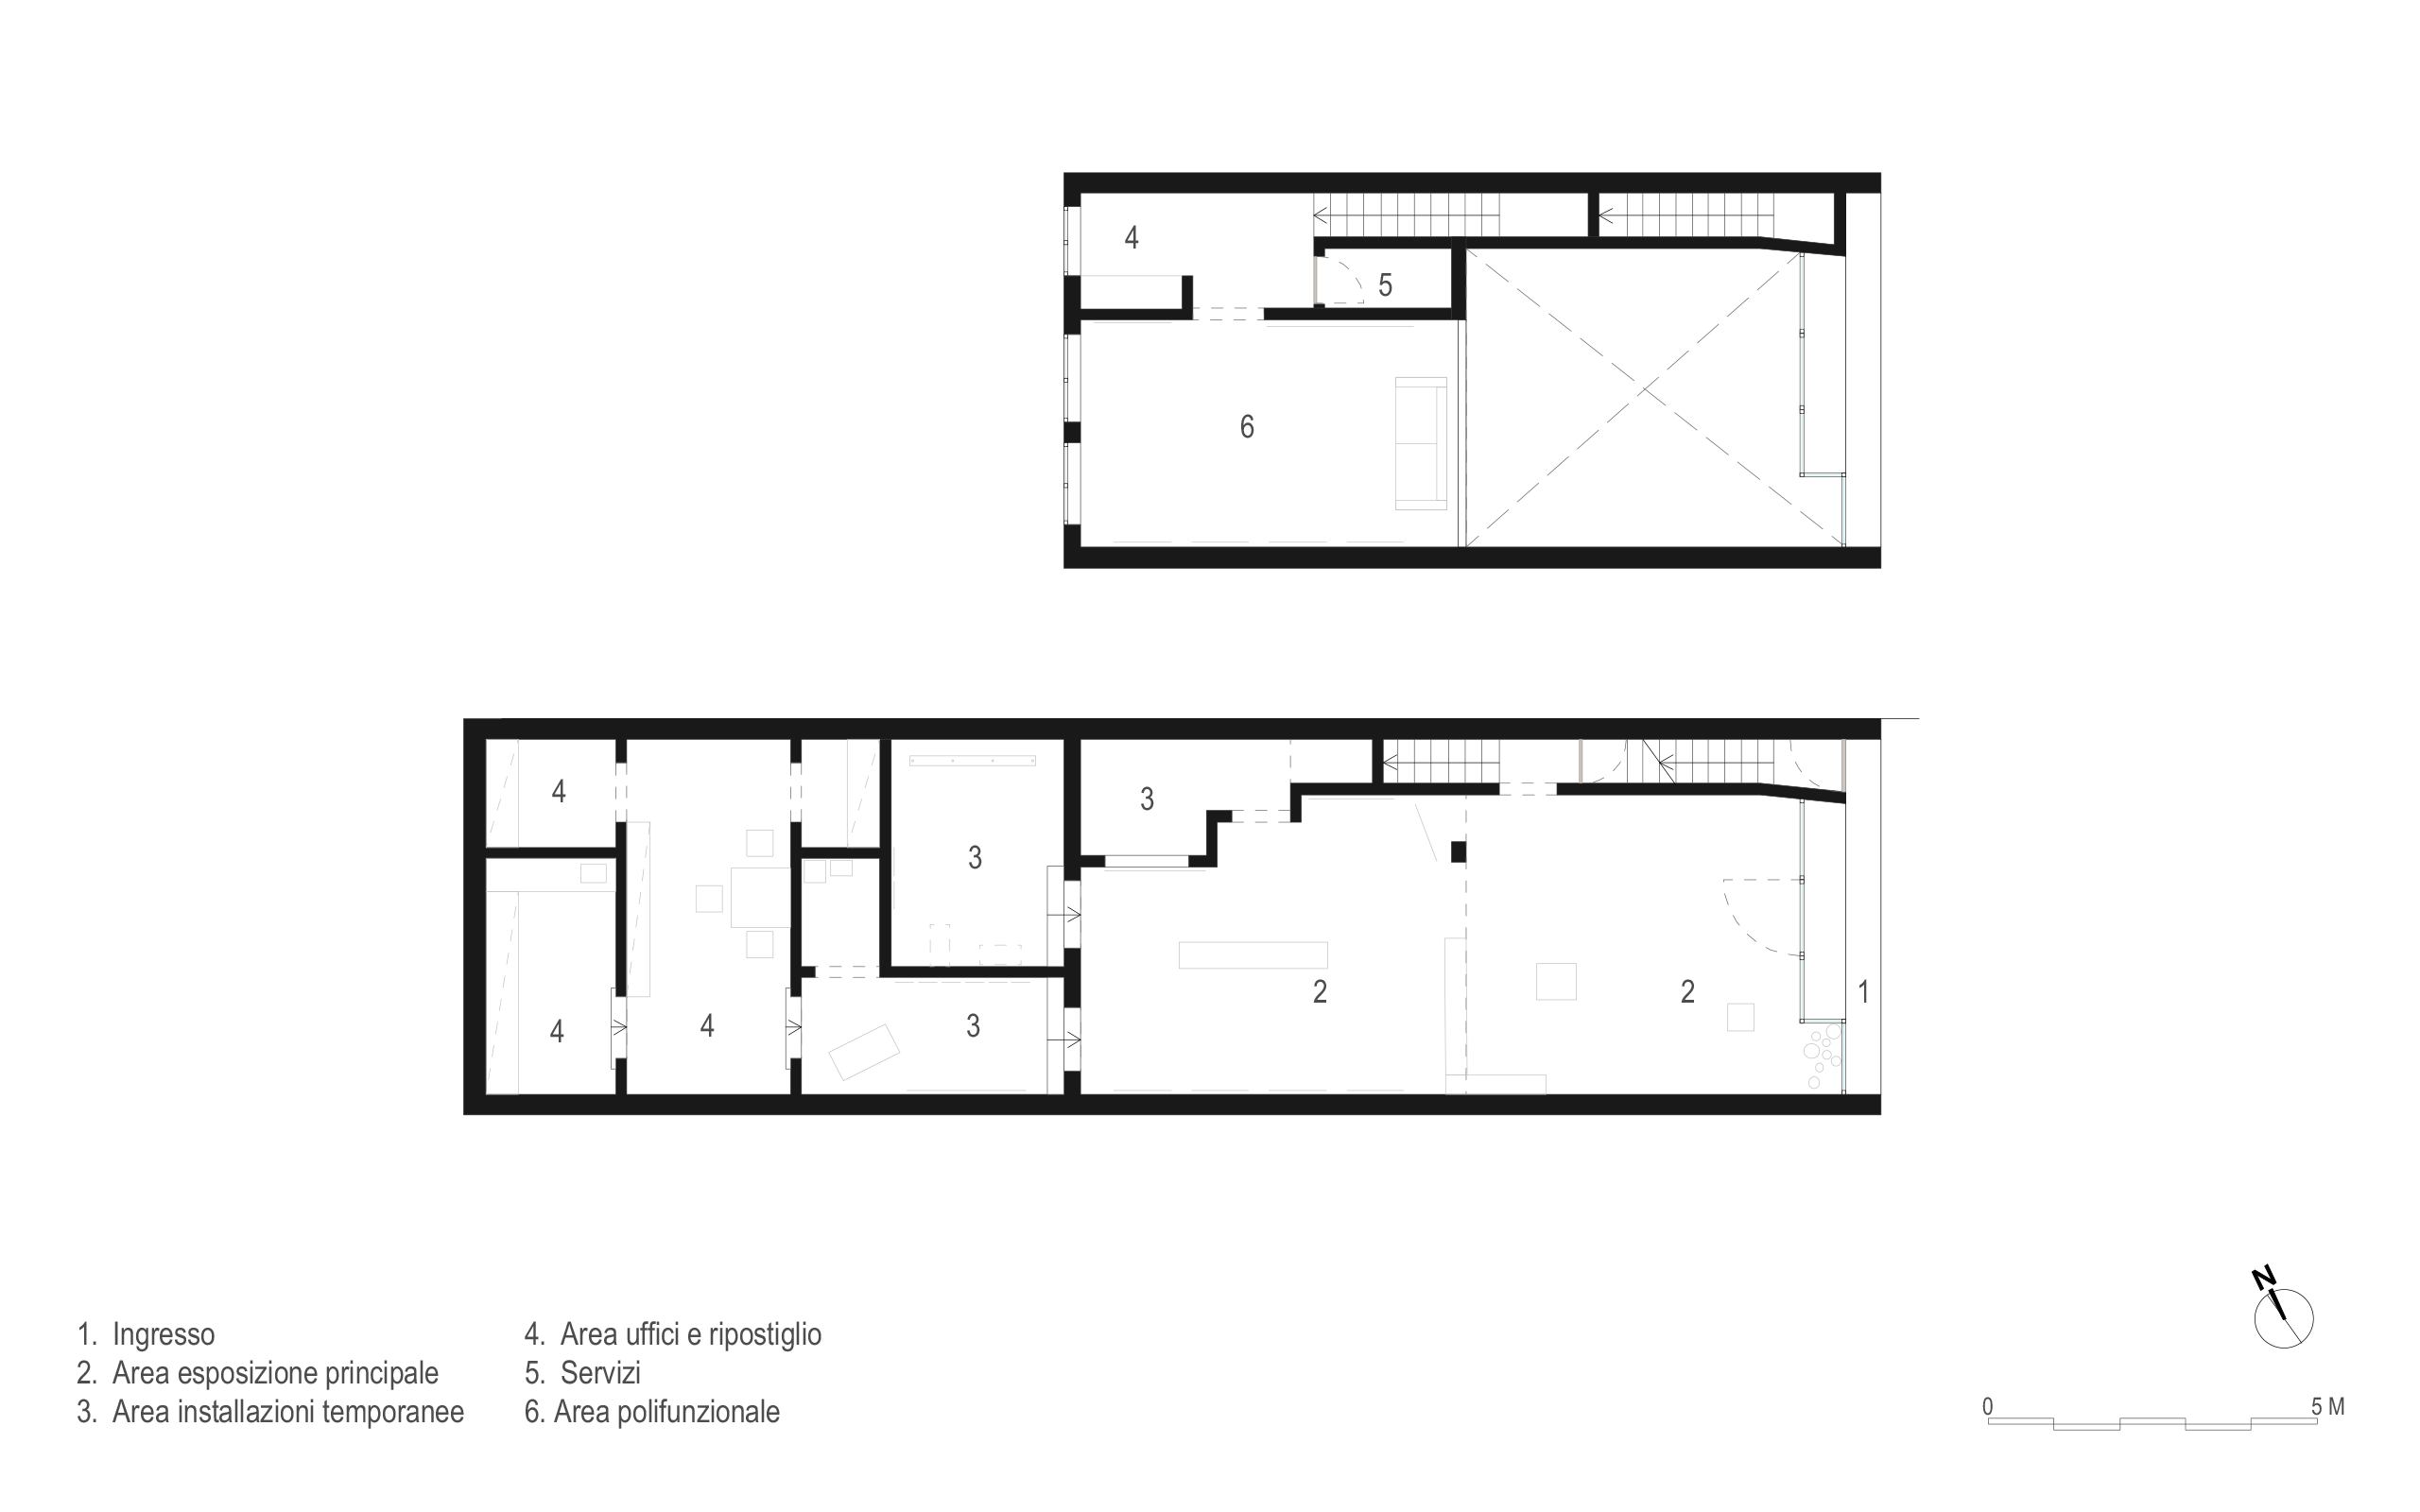 4
5
6
4
3
3
4
4
3
2
2
1
N
1. Ingresso
2. Area esposizione principale
3. Area installazioni temporanee
4. Area uffici e ripostiglio
5. Servizi
6. Area polifunzionale
0 5 M